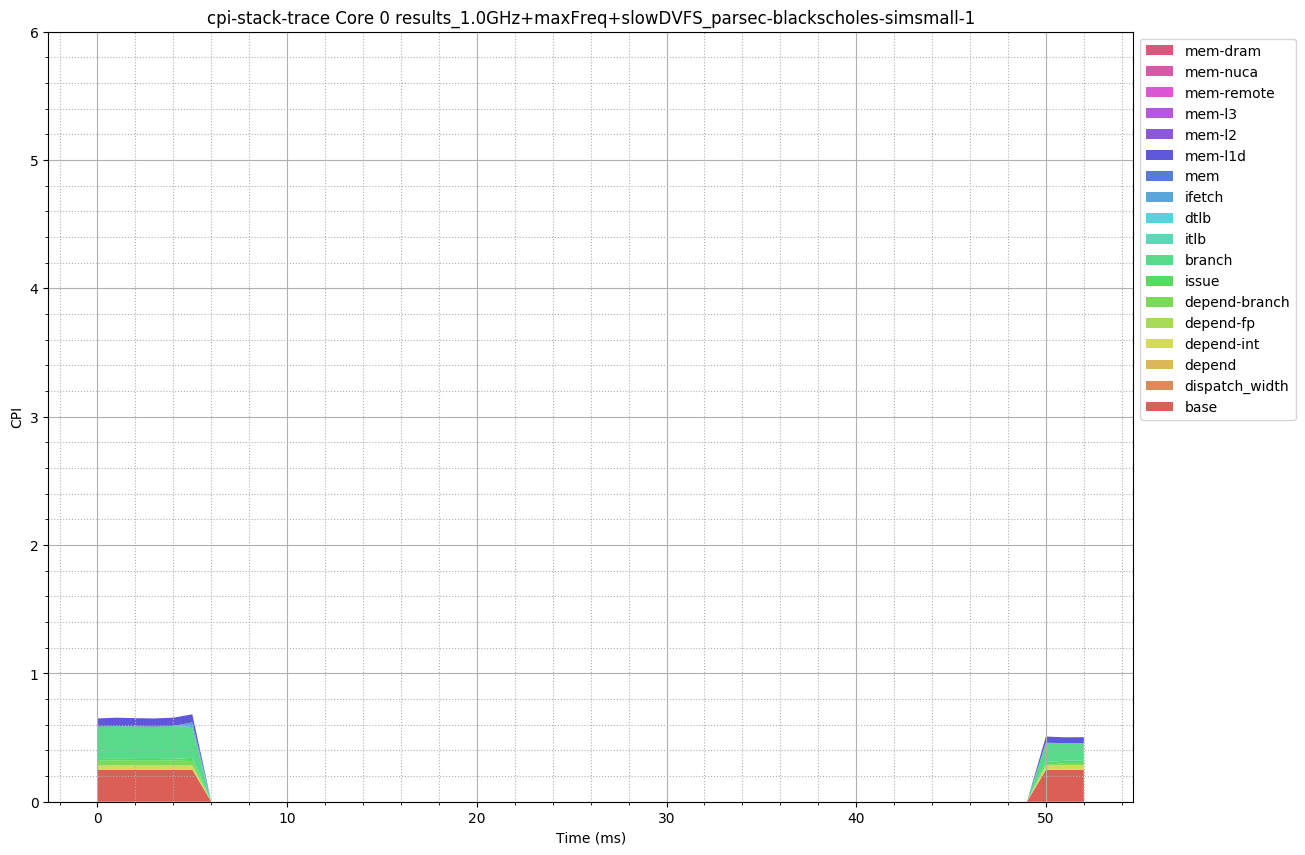 cpi-stack-trace Core 0 results_1.0GHz+maxFreq+slowDVFS_parsec-blackscholes-simsmall-1
6
5
4
3
2
1
0
CPI
0 10 20 30 40 50
Time (ms)
mem-dram
mem-nuca
mem-remote
mem-l3
mem-l2
mem-l1d
mem
ifetch
dtlb
itlb
branch
issue
depend-branch
depend-fp
depend-int
depend
dispatch_width
base